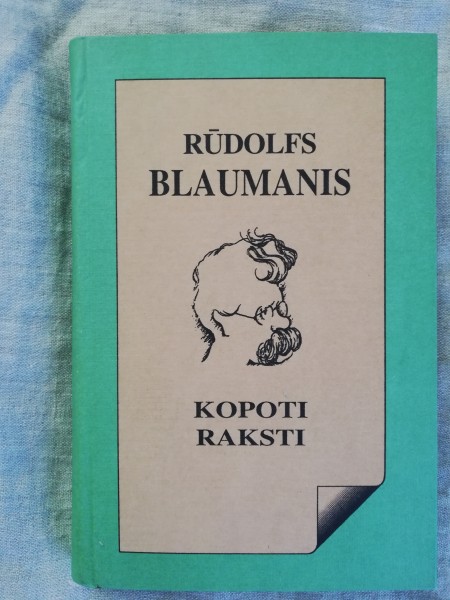 RŪDOLFS
BLAUMANIS
KOPOTI
RAKSTI